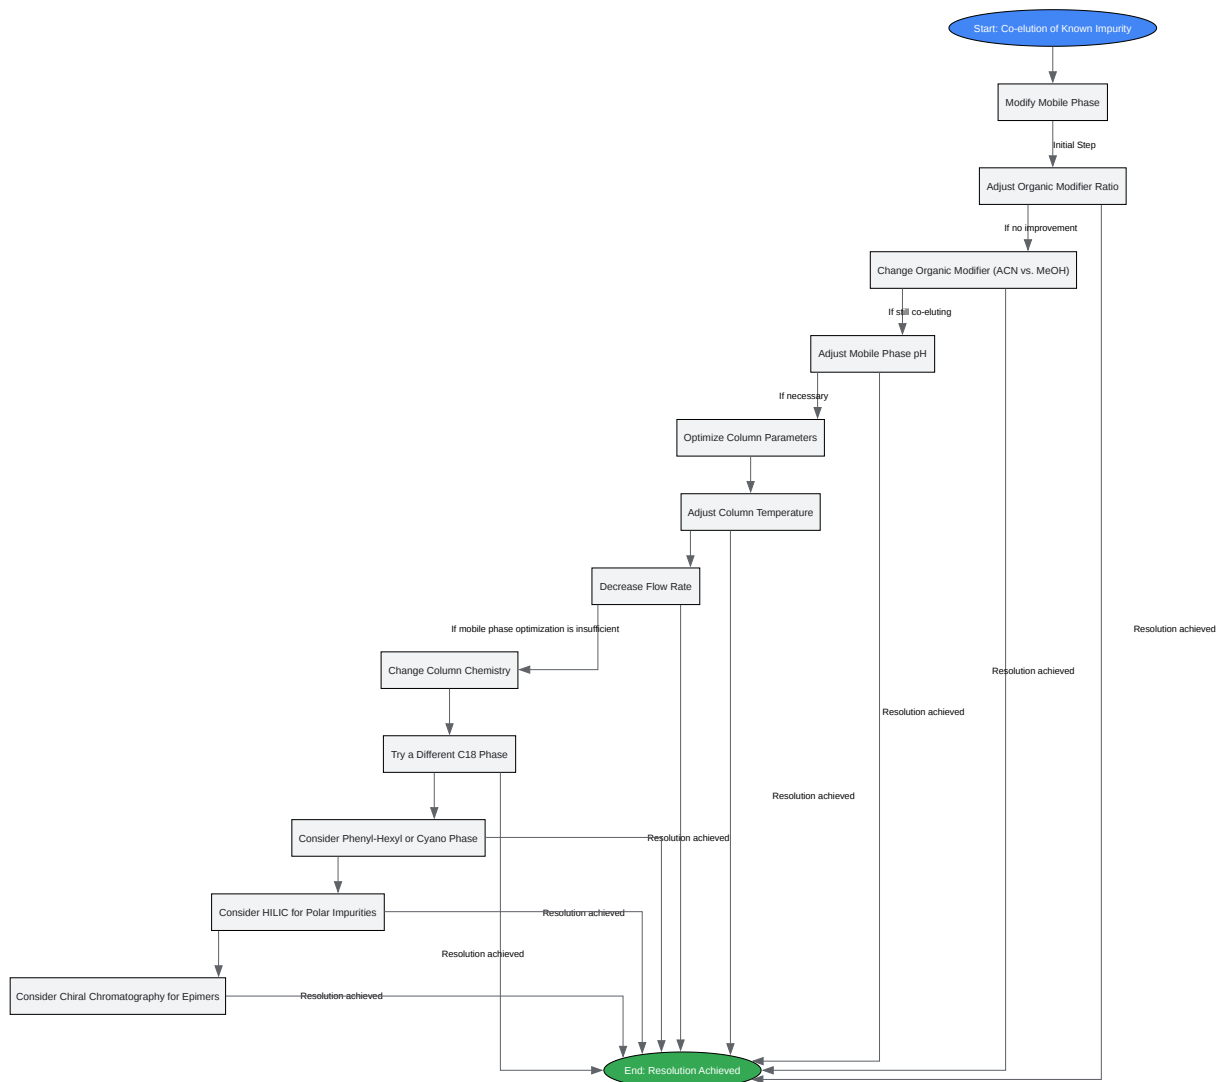 Start: Co-elution of Known Impurity
Modify Mobile Phase
Initial Step
Adjust Organic Modifier Ratio
If no improvement
Change Organic Modifier (ACN vs. MeOH)
If still co-eluting
Adjust Mobile Phase pH
If necessary
Optimize Column Parameters
Adjust Column Temperature
Decrease Flow Rate
If mobile phase optimization is insufficient
Resolution achieved
Change Column Chemistry
Resolution achieved
Resolution achieved
Try a Different C18 Phase
Resolution achieved
Consider Phenyl-Hexyl or Cyano Phase
Resolution achieved
Consider HILIC for Polar Impurities
Resolution achieved
Resolution achieved
Consider Chiral Chromatography for Epimers
Resolution achieved
End: Resolution Achieved